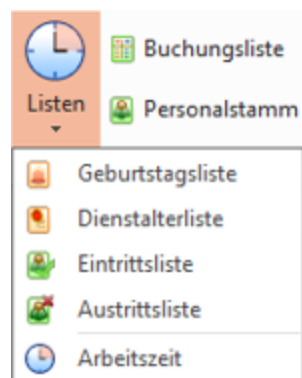 Buchungsliste
Listen
Personalstamm
Geburtstagsliste
Dienstalterliste
Eintrittsliste
Austrittsliste
Arbeitszeit